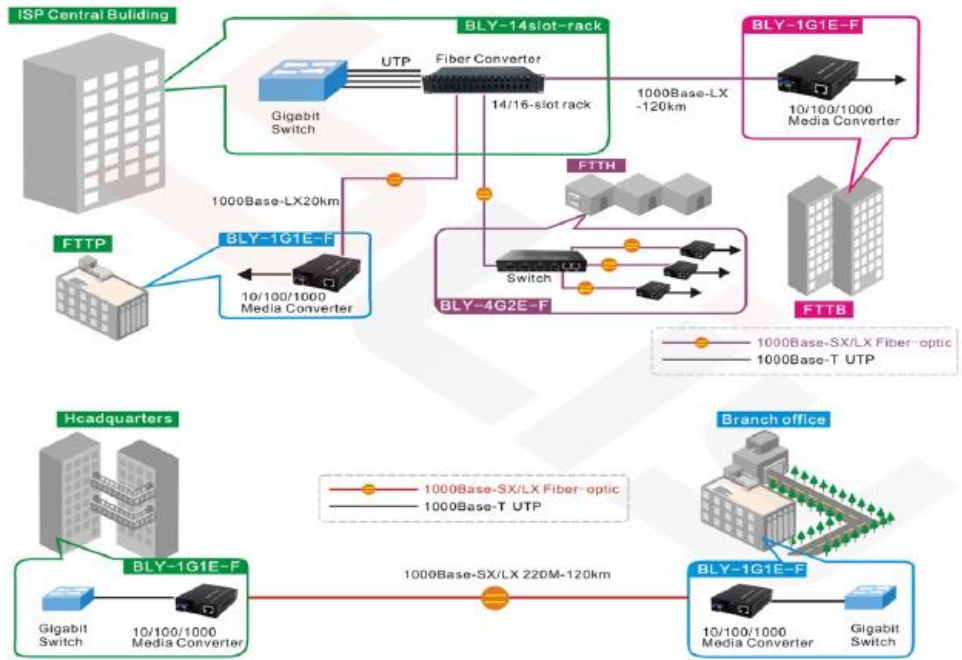 ISP Central Buliding
BLY-14slot-rack
BLY-1G1E-F
UTP
Fiber Converter
Gigabit
Switch
14/16-slot rack
1000Base-LX
-120km
10/100/1000
Media Converter
FTTH
1000Base-LX20km
FTTP
BLY-1G1E-F
10/100/1000
Media Converter
Switch
BLY-4G2E-F
FTTB
1000Base-SX/LX Fiber-optic
1000Base-T UTP
Hcadquarters
Branch office
1000Base-SX/LX Fiber-optic
1000Base-T UTP
BLY-1G1E-F
1000Base-SX/LX 220M-120km
BLY-1G1E-F
Gigabit
Switch
10/100/1000
Media Converter
10/100/1000
Media Converter
Gigabit
Switch